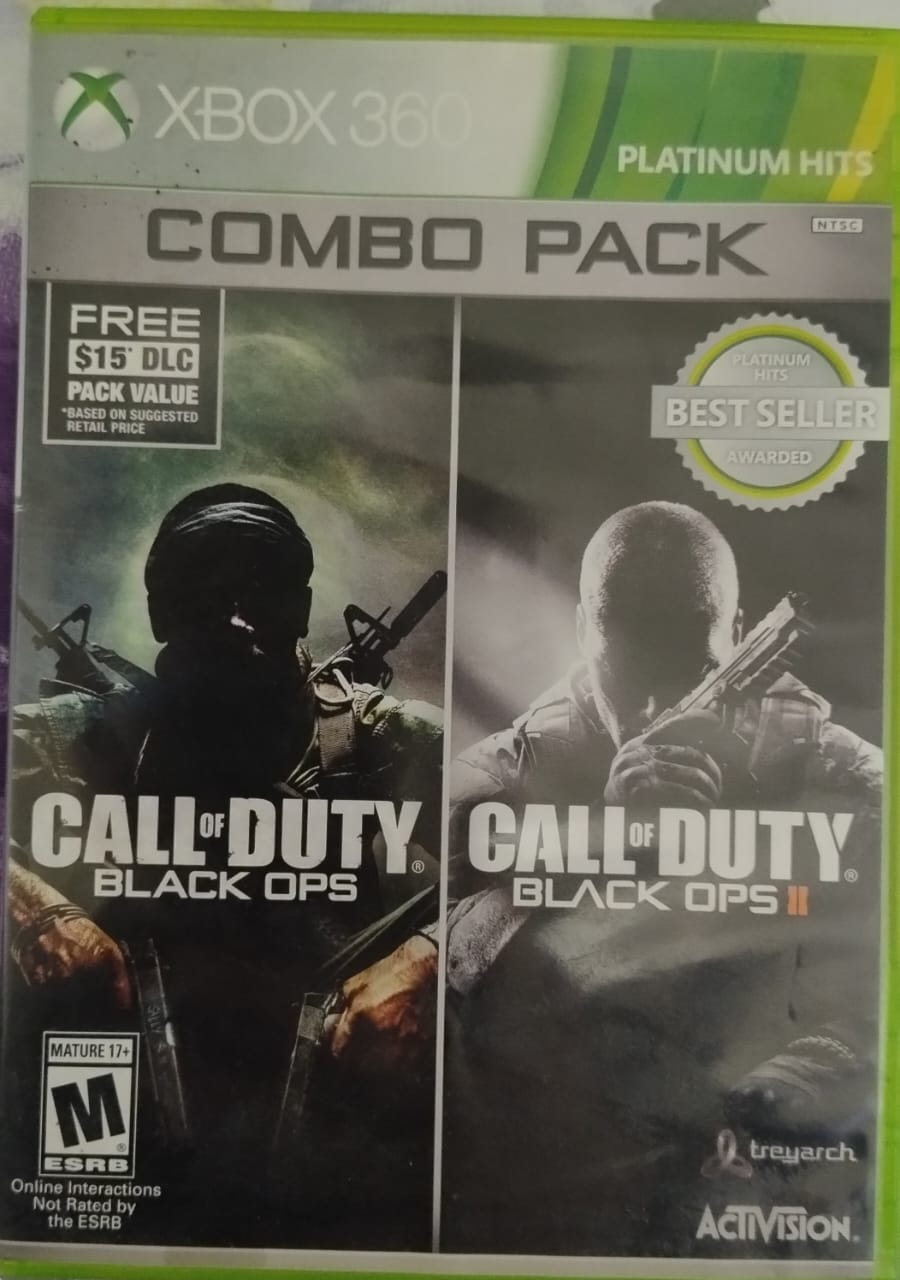 XBOX 360
PLATINUM HITS
COMBO PACK
NTSC
FREE
$15* DLC
PACK VALUE
*BASED ON SUGGESTED
RETAIL PRICE
PLATINUM
HITS
BEST SELLER
AWARDED
CALL OF DUTY®
BLACK OPS
CALL OF DUTY®
BLACK OPS II
MATURE 17+
M®
ESRB
Online Interactions
Not Rated by
the ESRB
treyarch
ACTIVISION®